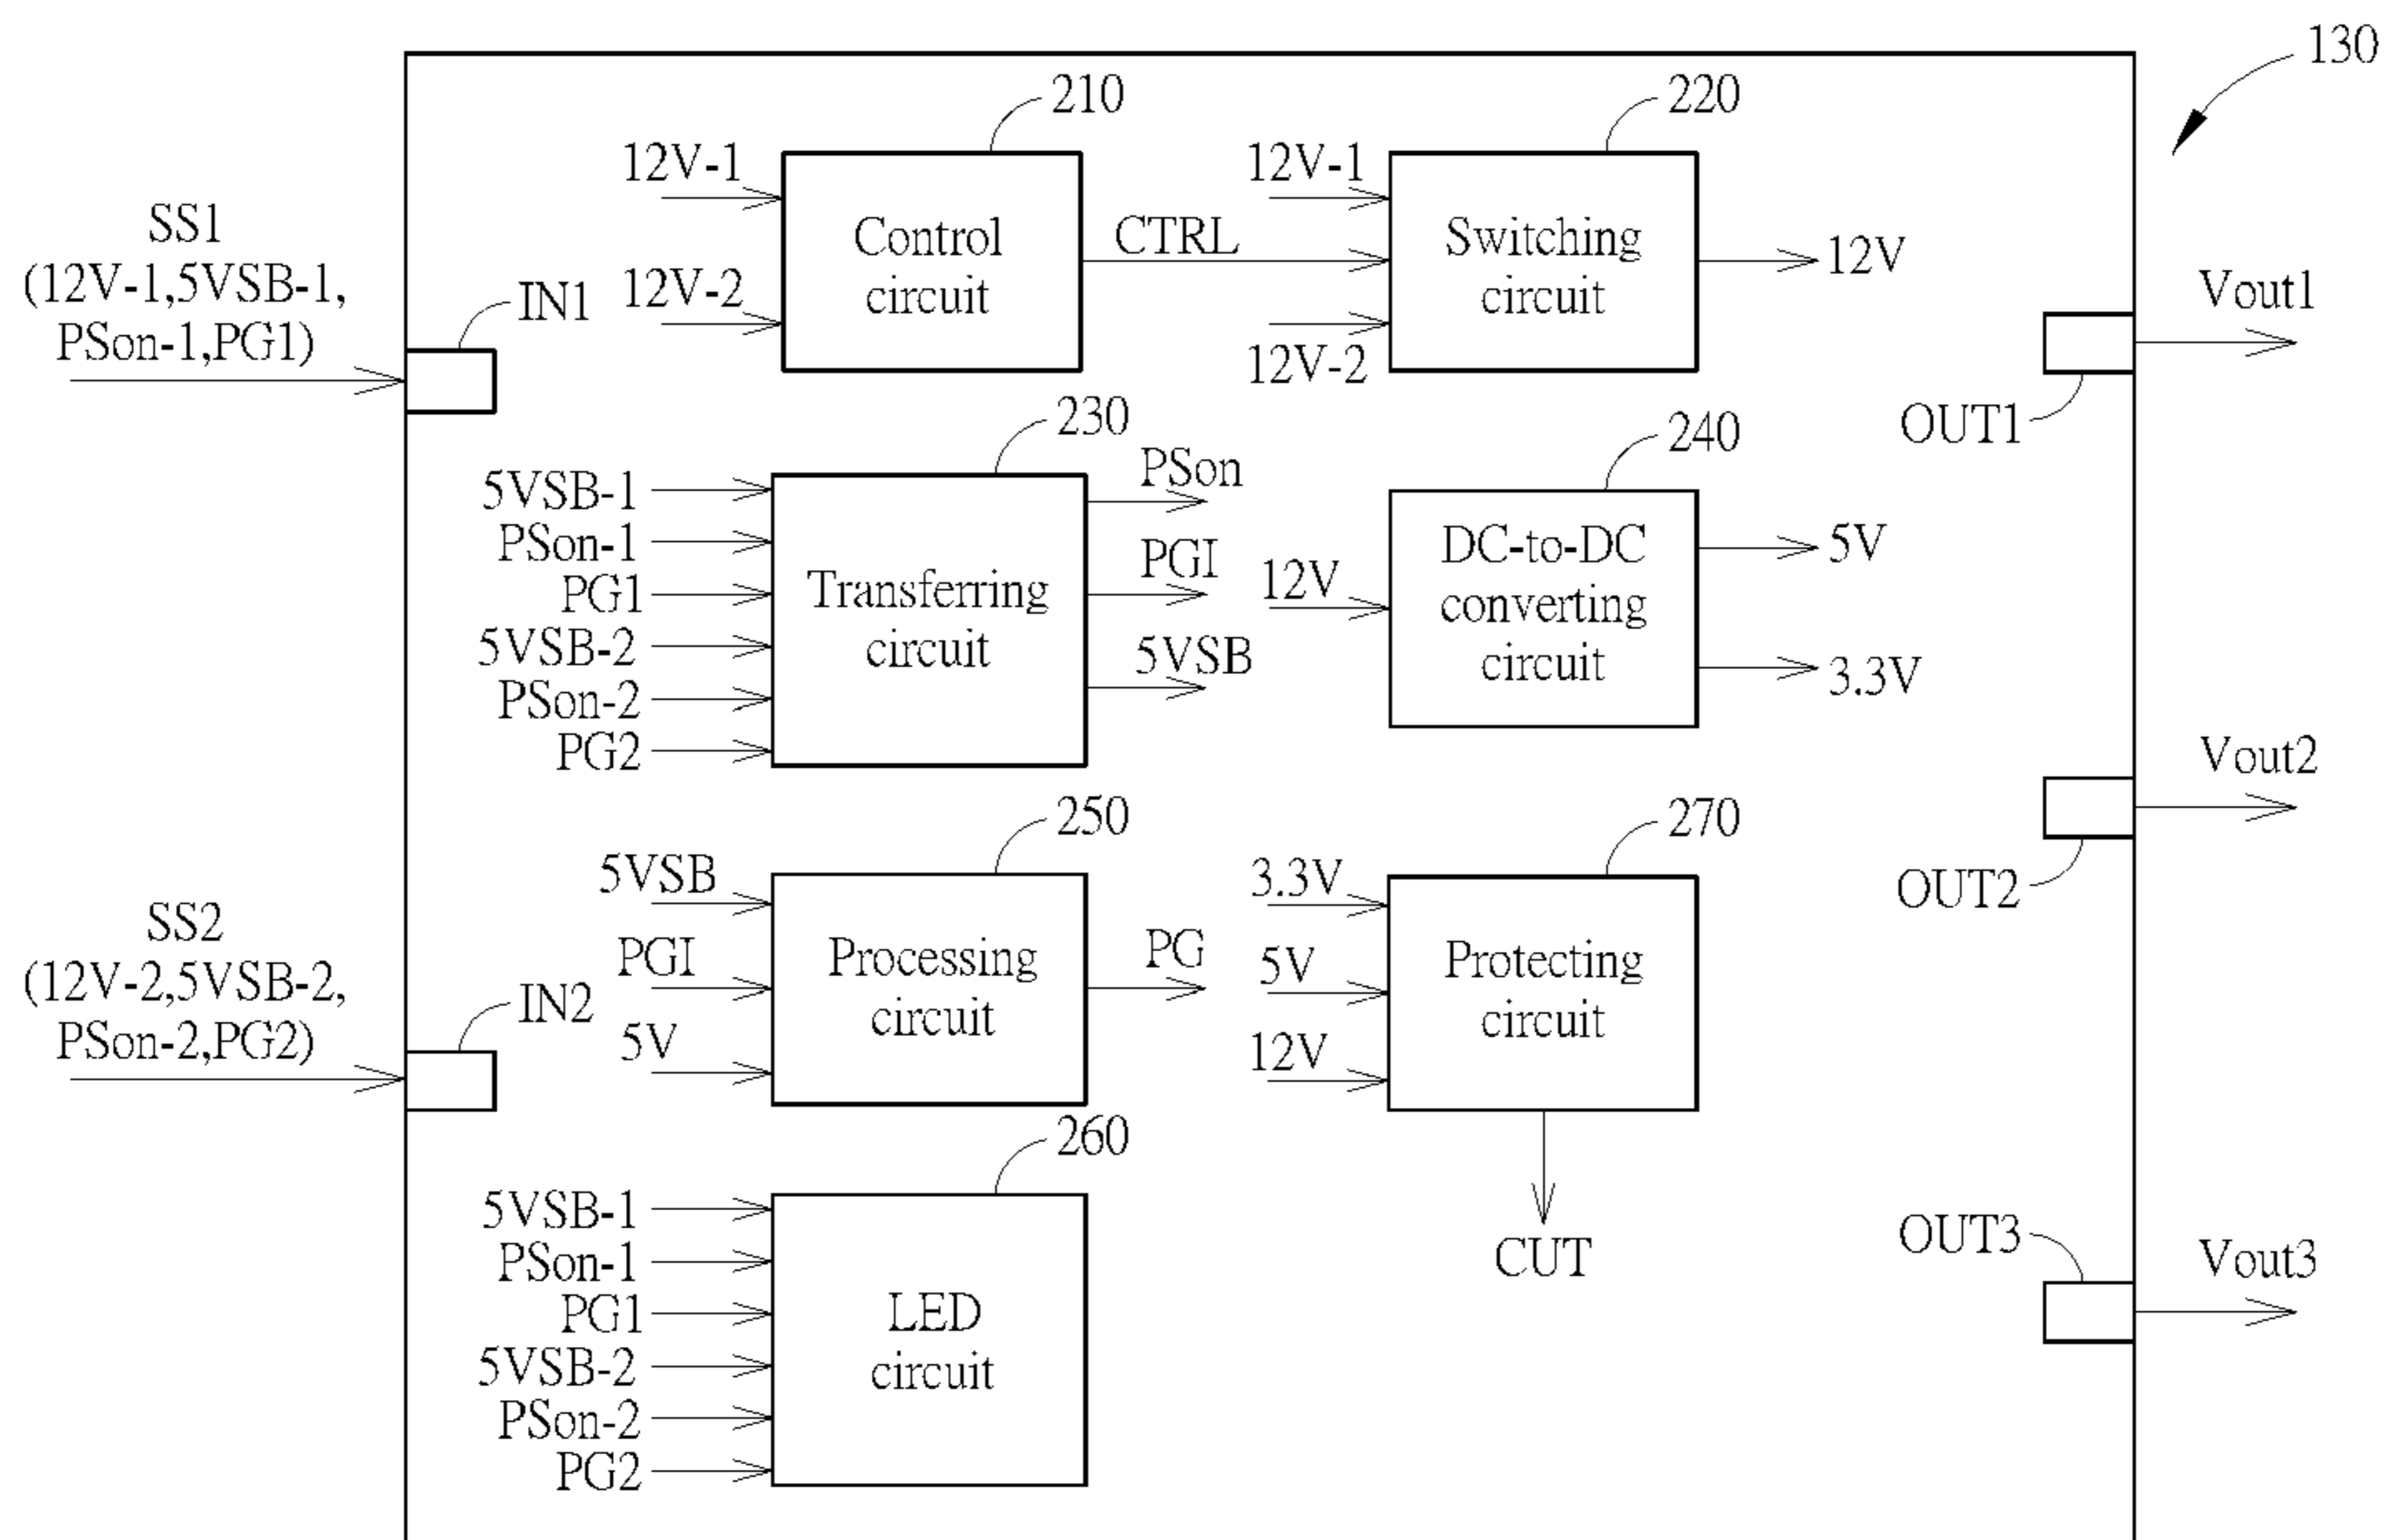 130
210
220
12V-1
12V-2
Control
circuit
CTRL
12V-1
12V-2
Switching
circuit
12V
SS1
(12V-1,5VSB-1,
PSon-1,PG1)
IN1
Vout1
OUT1
230
5VSB-1
PSon-1
PG1
5VSB-2
PSon-2
PG2
Transferring
circuit
PSon
PGI
5VSB
240
12V
DC-to-DC
converting
circuit
5V
3.3V
Vout2
OUT2
250
5VSB
PGI
5V
Processing
circuit
PG
270
3.3V
5V
12V
Protecting
circuit
CUT
SS2
(12V-2,5VSB-2,
PSon-2,PG2)
IN2
260
5VSB-1
PSon-1
PG1
5VSB-2
PSon-2
PG2
LED
circuit
OUT3
Vout3